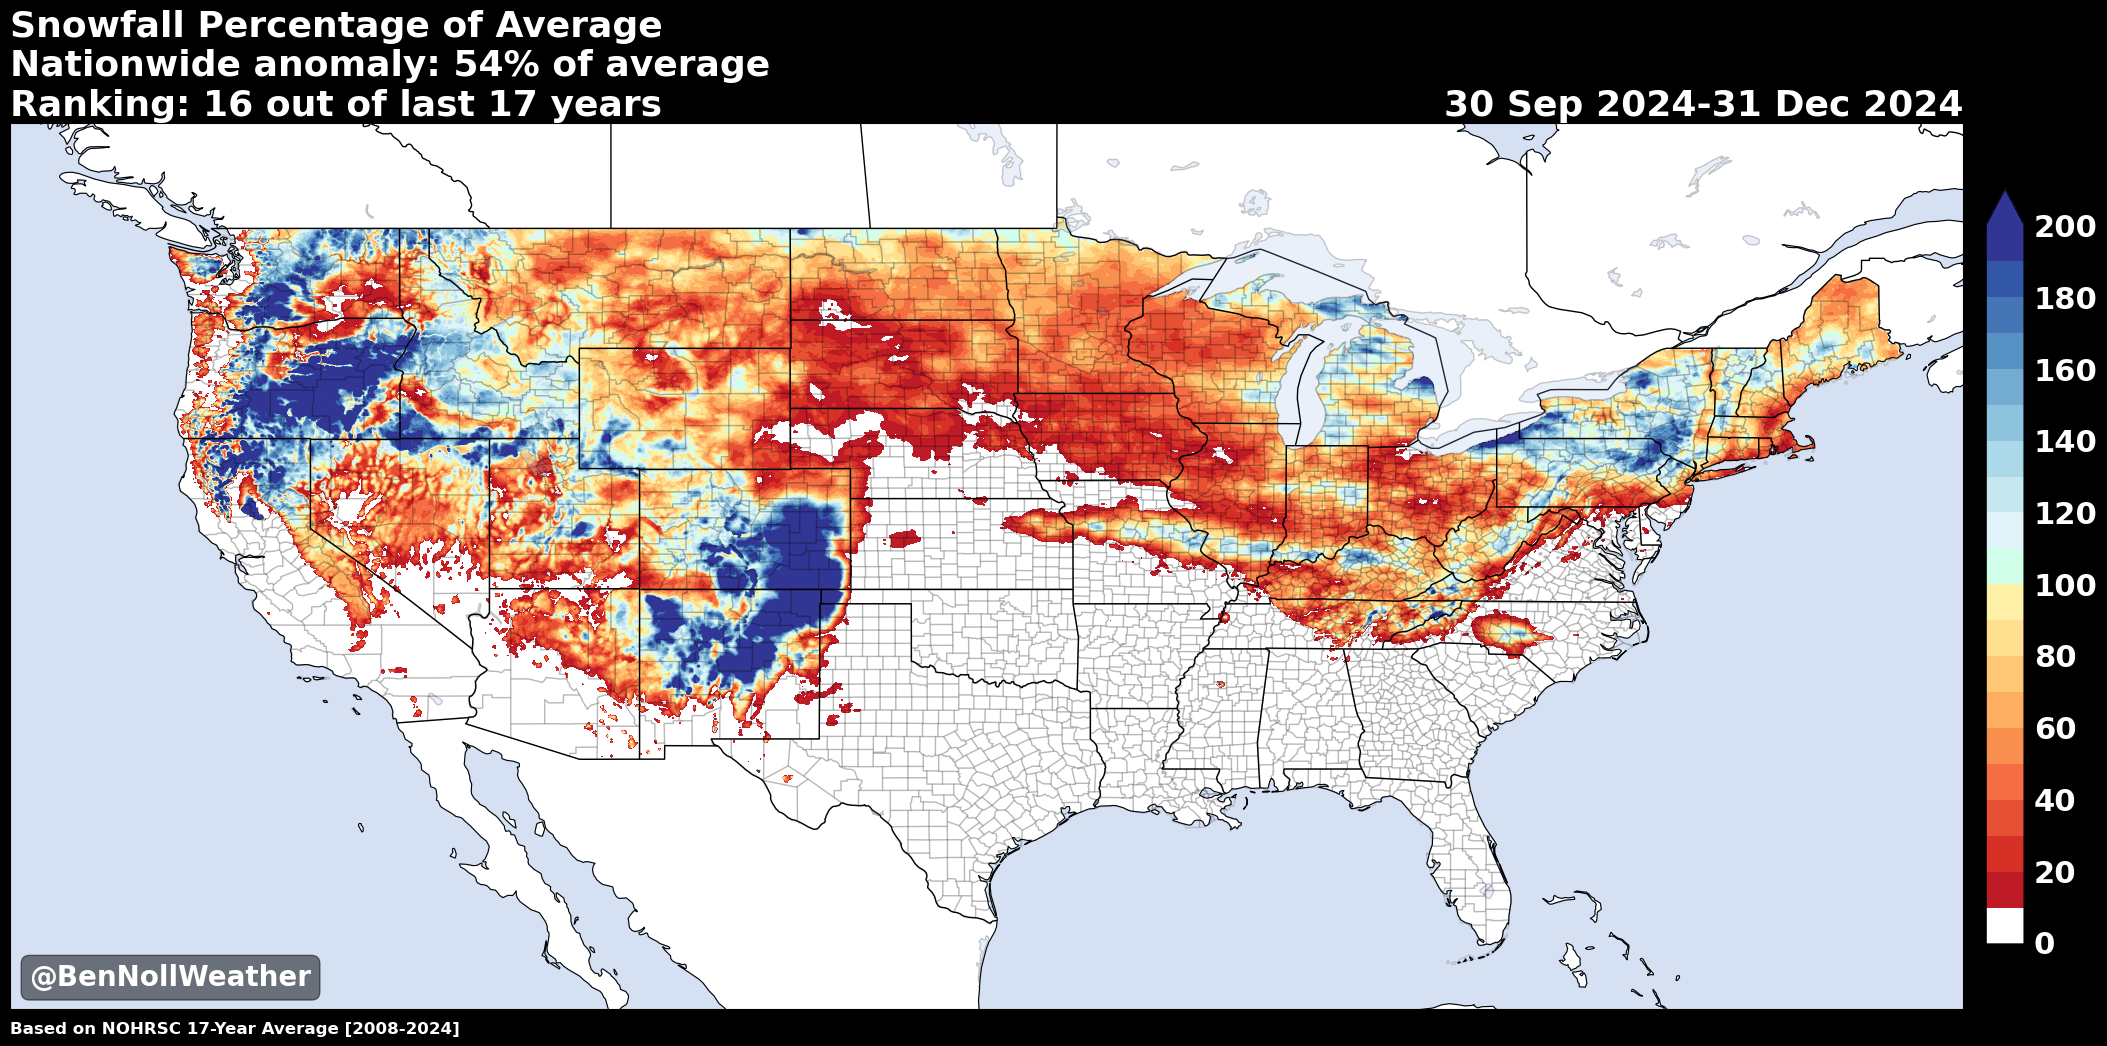 Snowfall Percentage of Average
Nationwide anomaly: 54% of average
Ranking: 16 out of last 17 years
30 Sep 2024-31 Dec 2024
200
180
160
140
120
100
80
60
40
20
0
@BenNollWeather
Based on NOHRSC 17-Year Average [2008-2024]